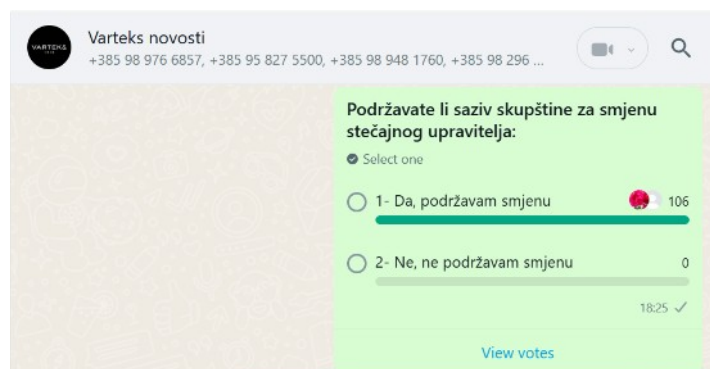 VARTEKS
Varteks novosti
+385 98 976 6857, +385 95 827 5500, +385 98 948 1760, +385 98 296 ...
Podržavate li saziv skupštine za smjenu
stečajnog upravitelja:
Select one
1- Da, podržavam smjenu 106
2- Ne, ne podržavam smjenu 0
18:25
View votes